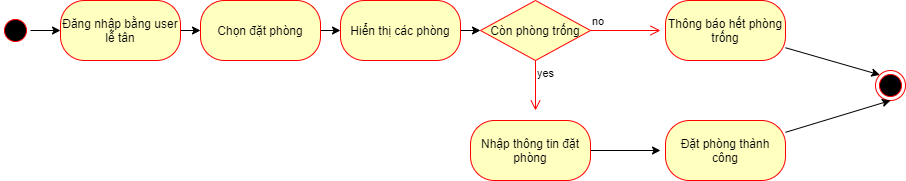 Đăng nhập bằng user
lễ tân
Chọn đặt phòng
Hiển thị các phòng
Còn phòng trống
no
Thông báo hết phòng
trống
yes
Nhập thông tin đặt
phòng
Đặt phòng thành
công